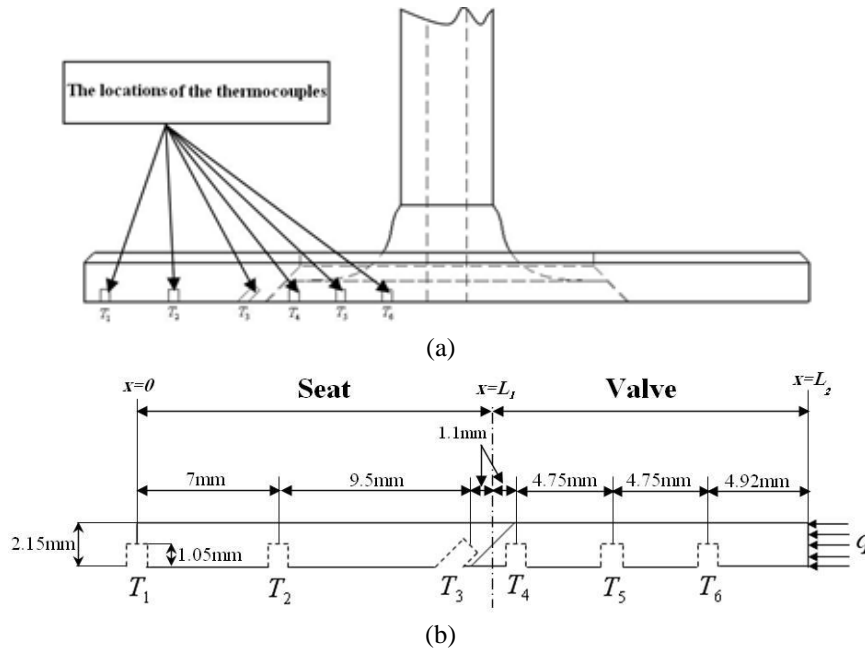 The locations of the thermocouples
T₁ T₂ T₃ T₄ T₅ T₆
(a)
x=0 Seat x=L₁ Valve x=L₂
1.1mm
7mm 9.5mm 4.75mm 4.75mm 4.92mm
2.15mm 1.05mm q
T₁ T₂ T₃ T₄ T₅ T₆
(b)